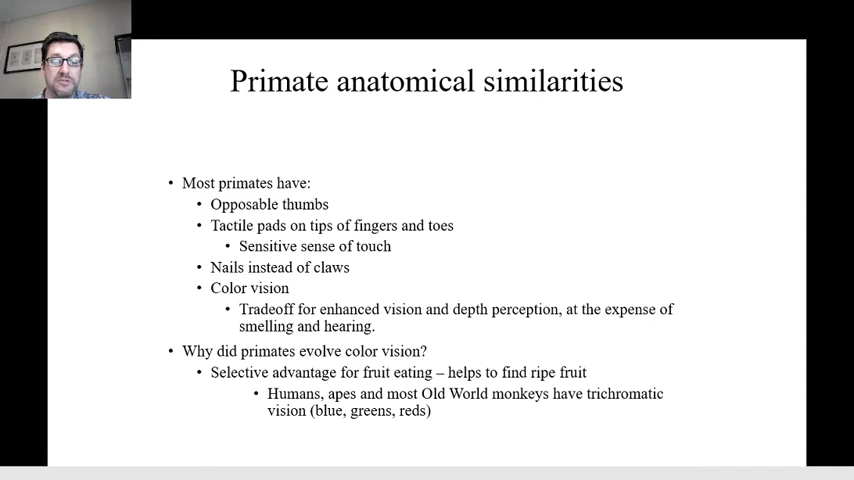 Primate anatomical similarities
• Most primates have:
• Opposable thumbs
• Tactile pads on tips of fingers and toes
• Sensitive sense of touch
• Nails instead of claws
• Color vision
• Tradeoff for enhanced vision and depth perception, at the expense of
smelling and hearing.
• Why did primates evolve color vision?
• Selective advantage for fruit eating – helps to find ripe fruit
• Humans, apes and most Old World monkeys have trichromatic
vision (blue, greens, reds)